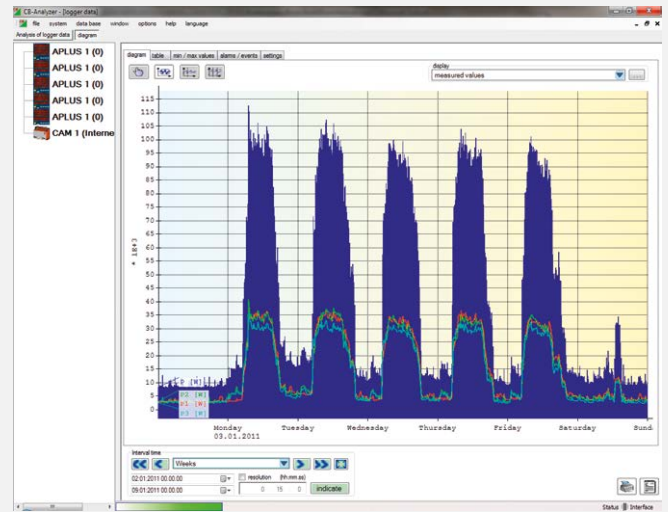 CB-Analyzer - [logger data]
file system data base window options help language
Analysis of logger data diagram
APLUS 1 (0)
APLUS 1 (0)
APLUS 1 (0)
APLUS 1 (0)
APLUS 1 (0)
CAM 1 (Interne
diagram table min / max values alarms / events settings
display
measured values
115
110
105
100
95
90
85
80
75
70
65
60
55
50
45
40
35
30
25
20
15
10
5
0
* 1E+3
P [W]
P2 [W]
P1 [W]
P3 [W]
Monday Tuesday Wednesday Thursday Friday Saturday Sund
03.01.2011
Interval time
Weeks
02.01.2011 00.00.00
resolution (hh.mm.ss)
09.01.2011 00.00.00
0 15 0
indicate
Status Interface